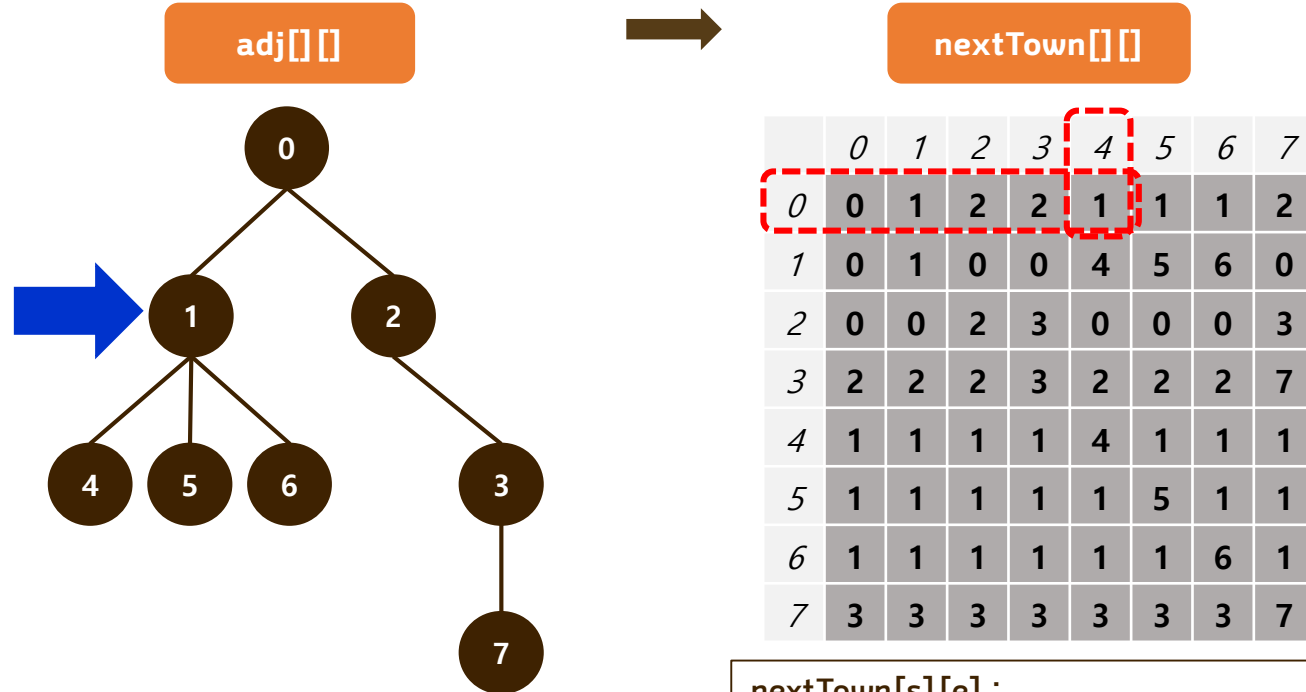 adj[][]
nextTown[][]
0
1 2
4 5 6 3
7
0 1 2 3 4 5 6 7
0 0 1 2 2 1 1 1 2
1 0 1 0 0 4 5 6 0
2 0 0 2 3 0 0 0 3
3 2 2 2 3 2 2 2 7
4 1 1 1 1 4 1 1 1
5 1 1 1 1 1 5 1 1
6 1 1 1 1 1 1 6 1
7 3 3 3 3 3 3 3 7
nextTown[s][e]: